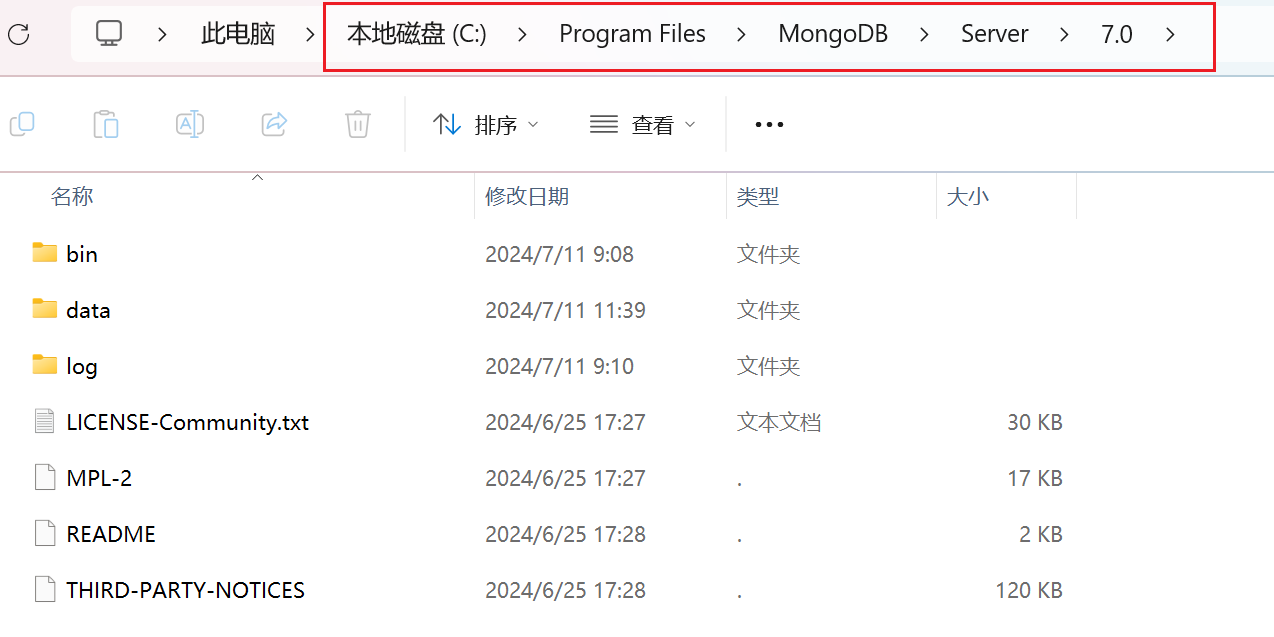 此电脑 本地磁盘 (C:) Program Files MongoDB Server 7.0
排序 查看
名称 修改日期 类型 大小
bin 2024/7/11 9:08 文件夹
data 2024/7/11 11:39 文件夹
log 2024/7/11 9:10 文件夹
LICENSE-Community.txt 2024/6/25 17:27 文本文档 30 KB
MPL-2 2024/6/25 17:27 . 17 KB
README 2024/6/25 17:28 . 2 KB
THIRD-PARTY-NOTICES 2024/6/25 17:28 . 120 KB